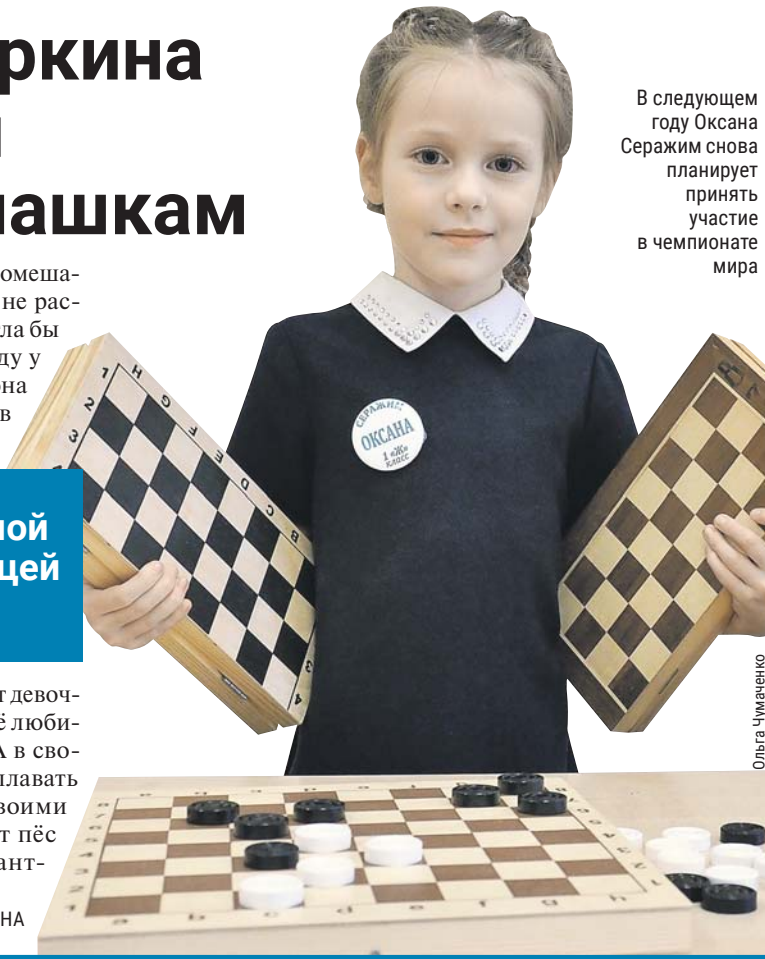 ркина
и
ашкам
омеша-
не рас-
ла бы
ду у
она
в
ной
цей
т девоч-
ё люби-
А в сво-
лавать
воими
т пёс
ант-
НА
В следующем
году Оксана
Серажим снова
планирует
принять
участие
в чемпионате
мира
СЕРАЖИМ
ОКСАНА
1 «Ж»
класс
Ольга Чумаченко